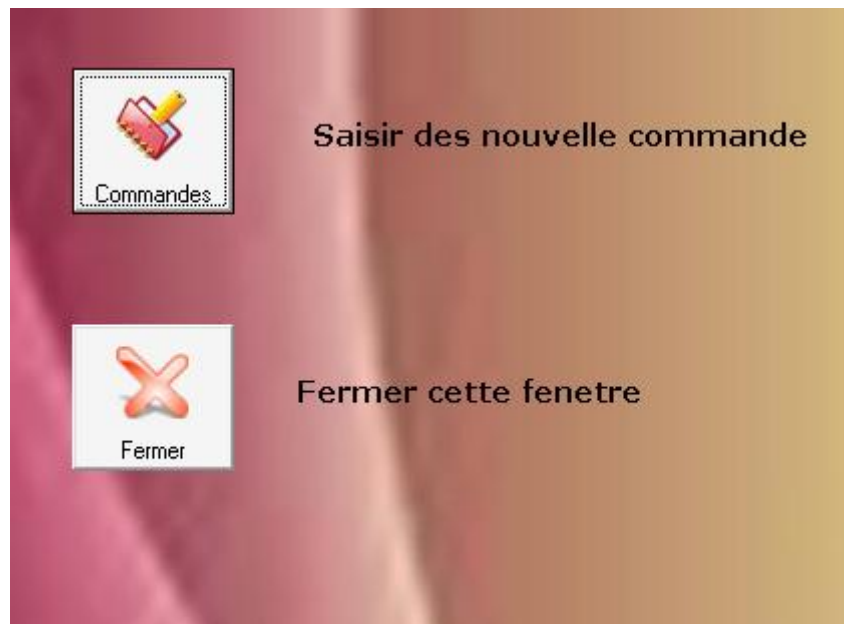 Saisir des nouvelle commande
Commandes
Fermer cette fenetre
Fermer